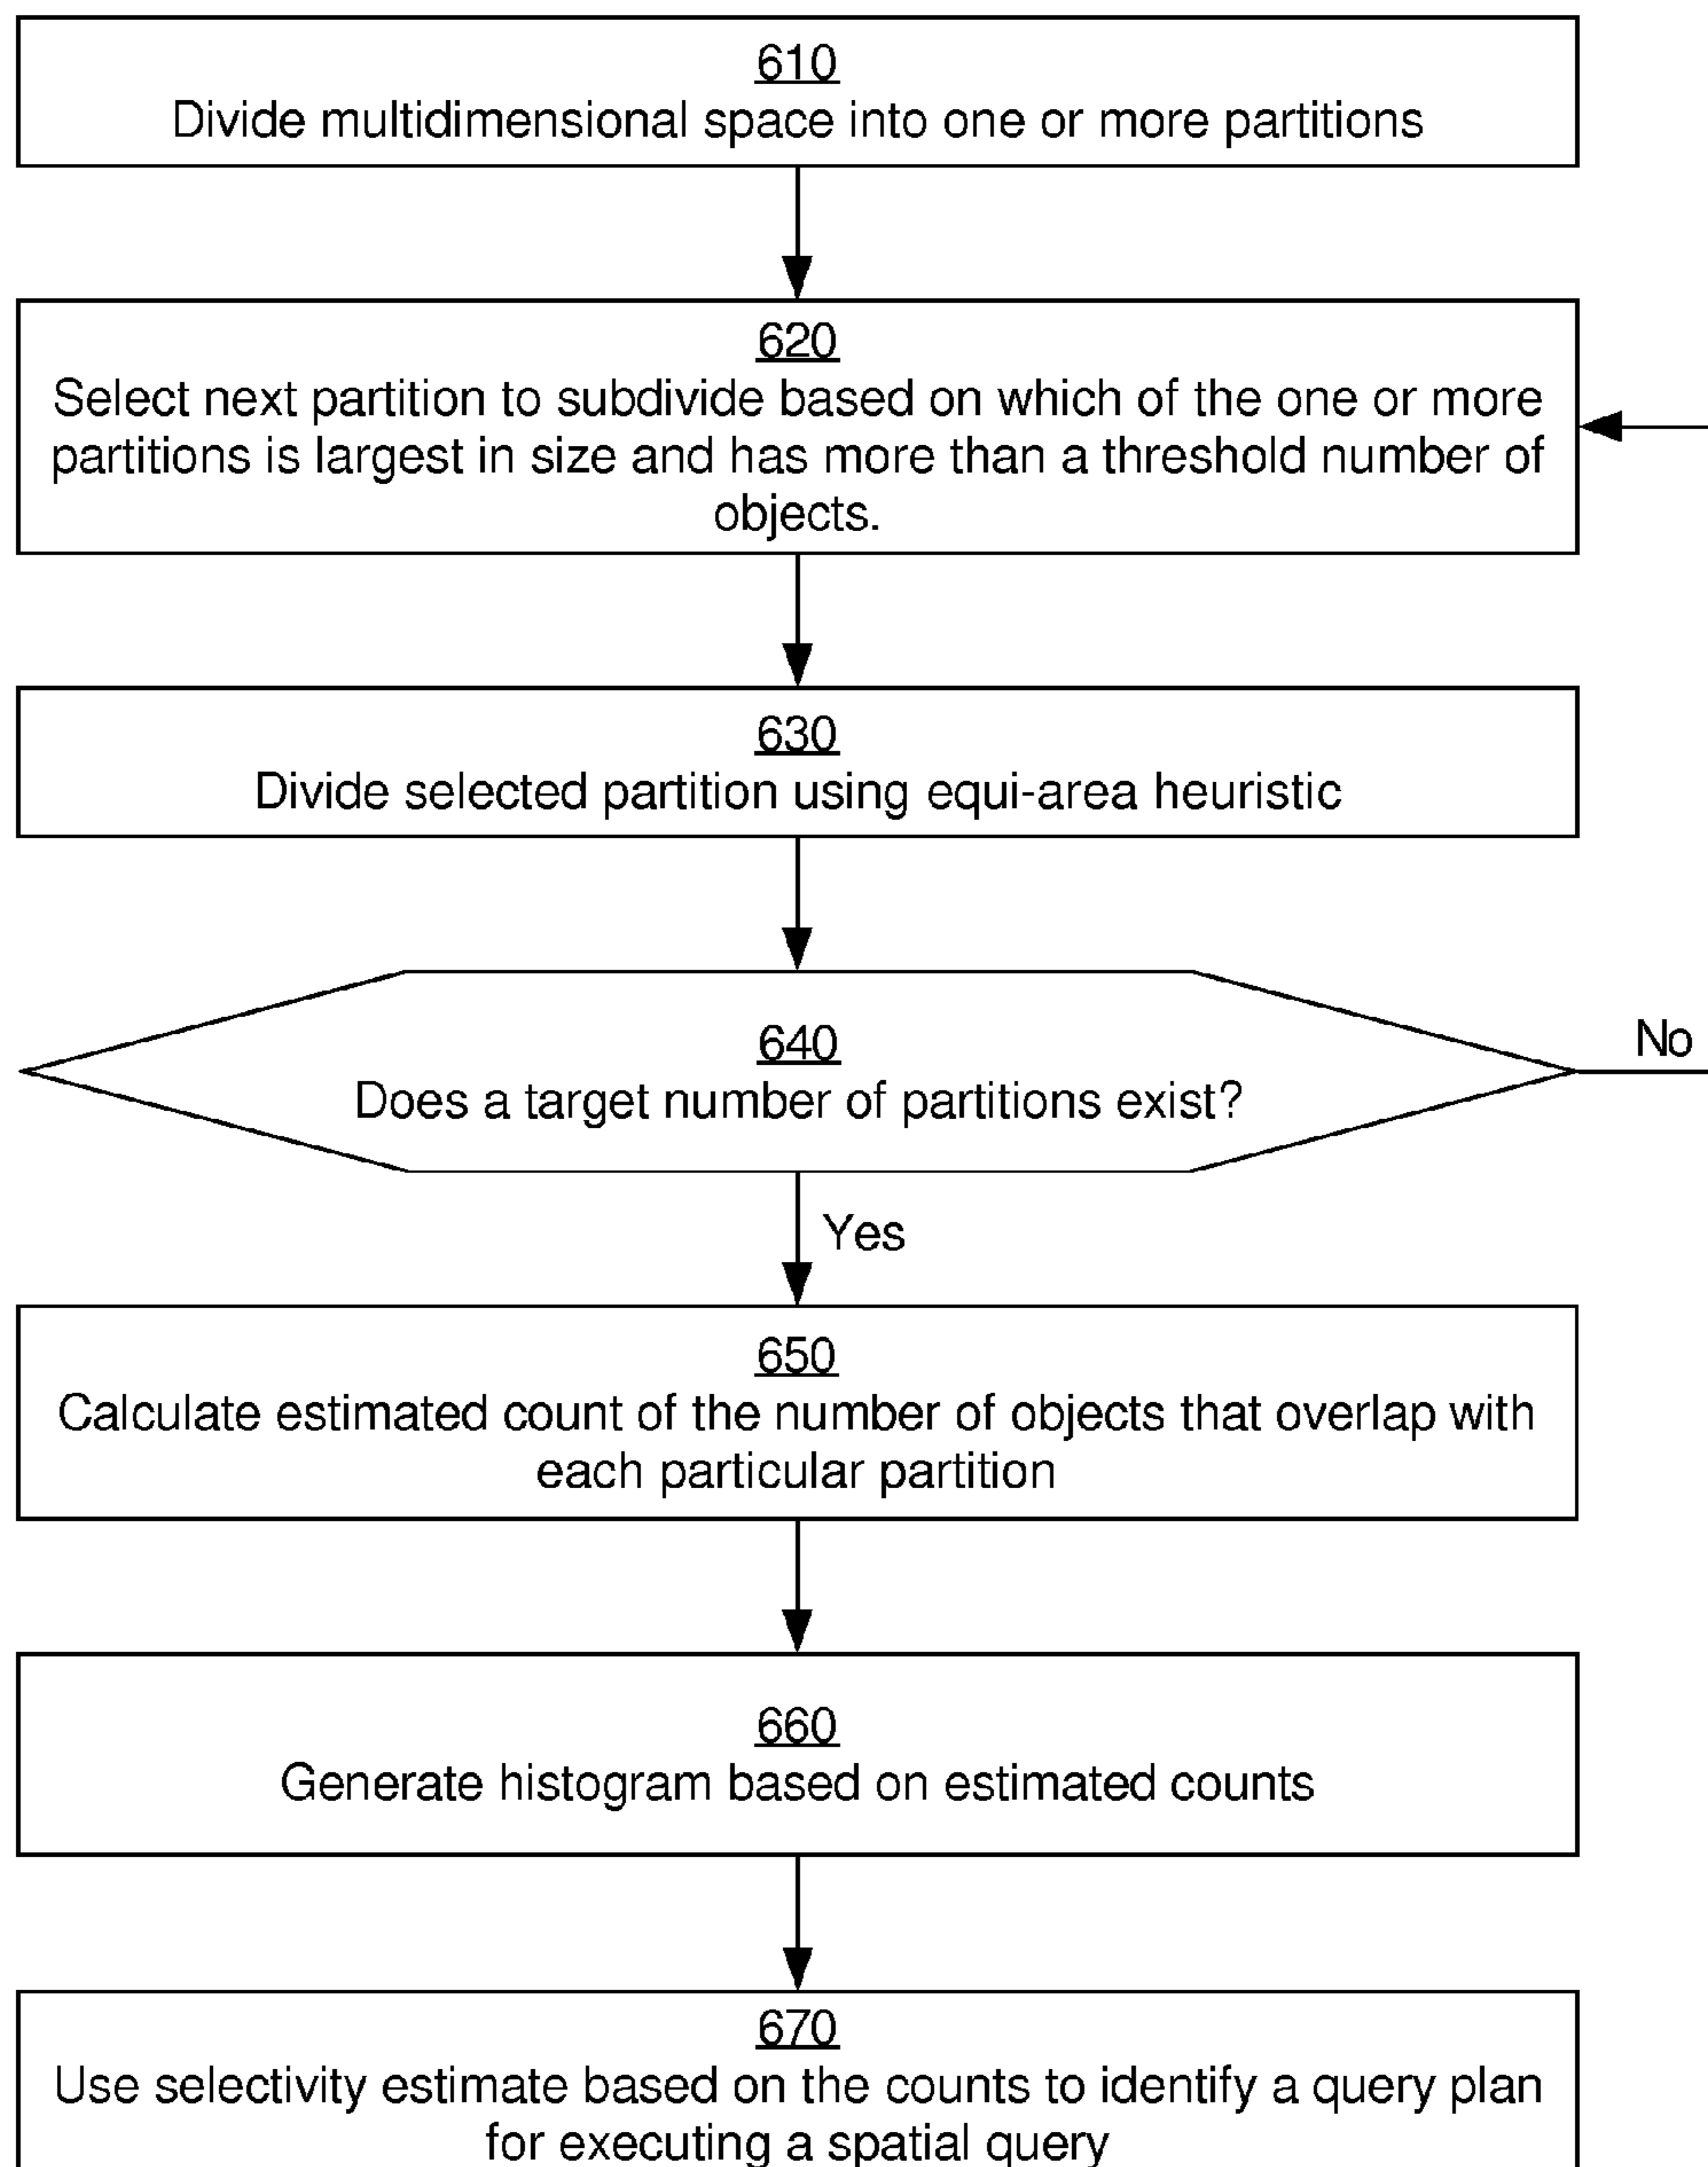 610
Divide multidimensional space into one or more partitions
620
Select next partition to subdivide based on which of the one or more
partitions is largest in size and has more than a threshold number of
objects.
630
Divide selected partition using equi-area heuristic
640
Does a target number of partitions exist?
No
Yes
650
Calculate estimated count of the number of objects that overlap with
each particular partition
660
Generate histogram based on estimated counts
670
Use selectivity estimate based on the counts to identify a query plan
for executing a spatial query